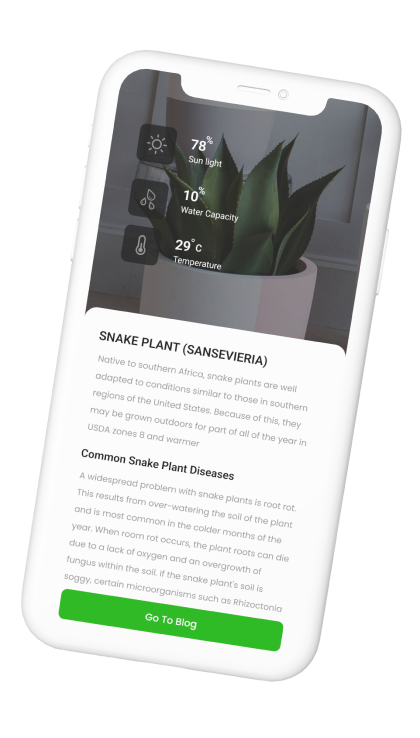 78%
Sun light
10%
Water Capacity
29°C
Temperature
SNAKE PLANT (SANSEVIERIA)
Native to southern Africa, snake plants are well
adapted to conditions similar to those in southern
regions of the United States. Because of this, they
may be grown outdoors for part of all of the year in
USDA zones 8 and warmer
Common Snake Plant Diseases
A widespread problem with snake plants is root rot.
This results from over-watering the soil of the plant
and is most common in the colder months of the
year. When room rot occurs, the plant roots can die
due to a lack of oxygen and an overgrowth of
fungus within the soil. If the snake plant's soil is
soggy, certain microorganisms such as Rhizoctonia
Go To Blog